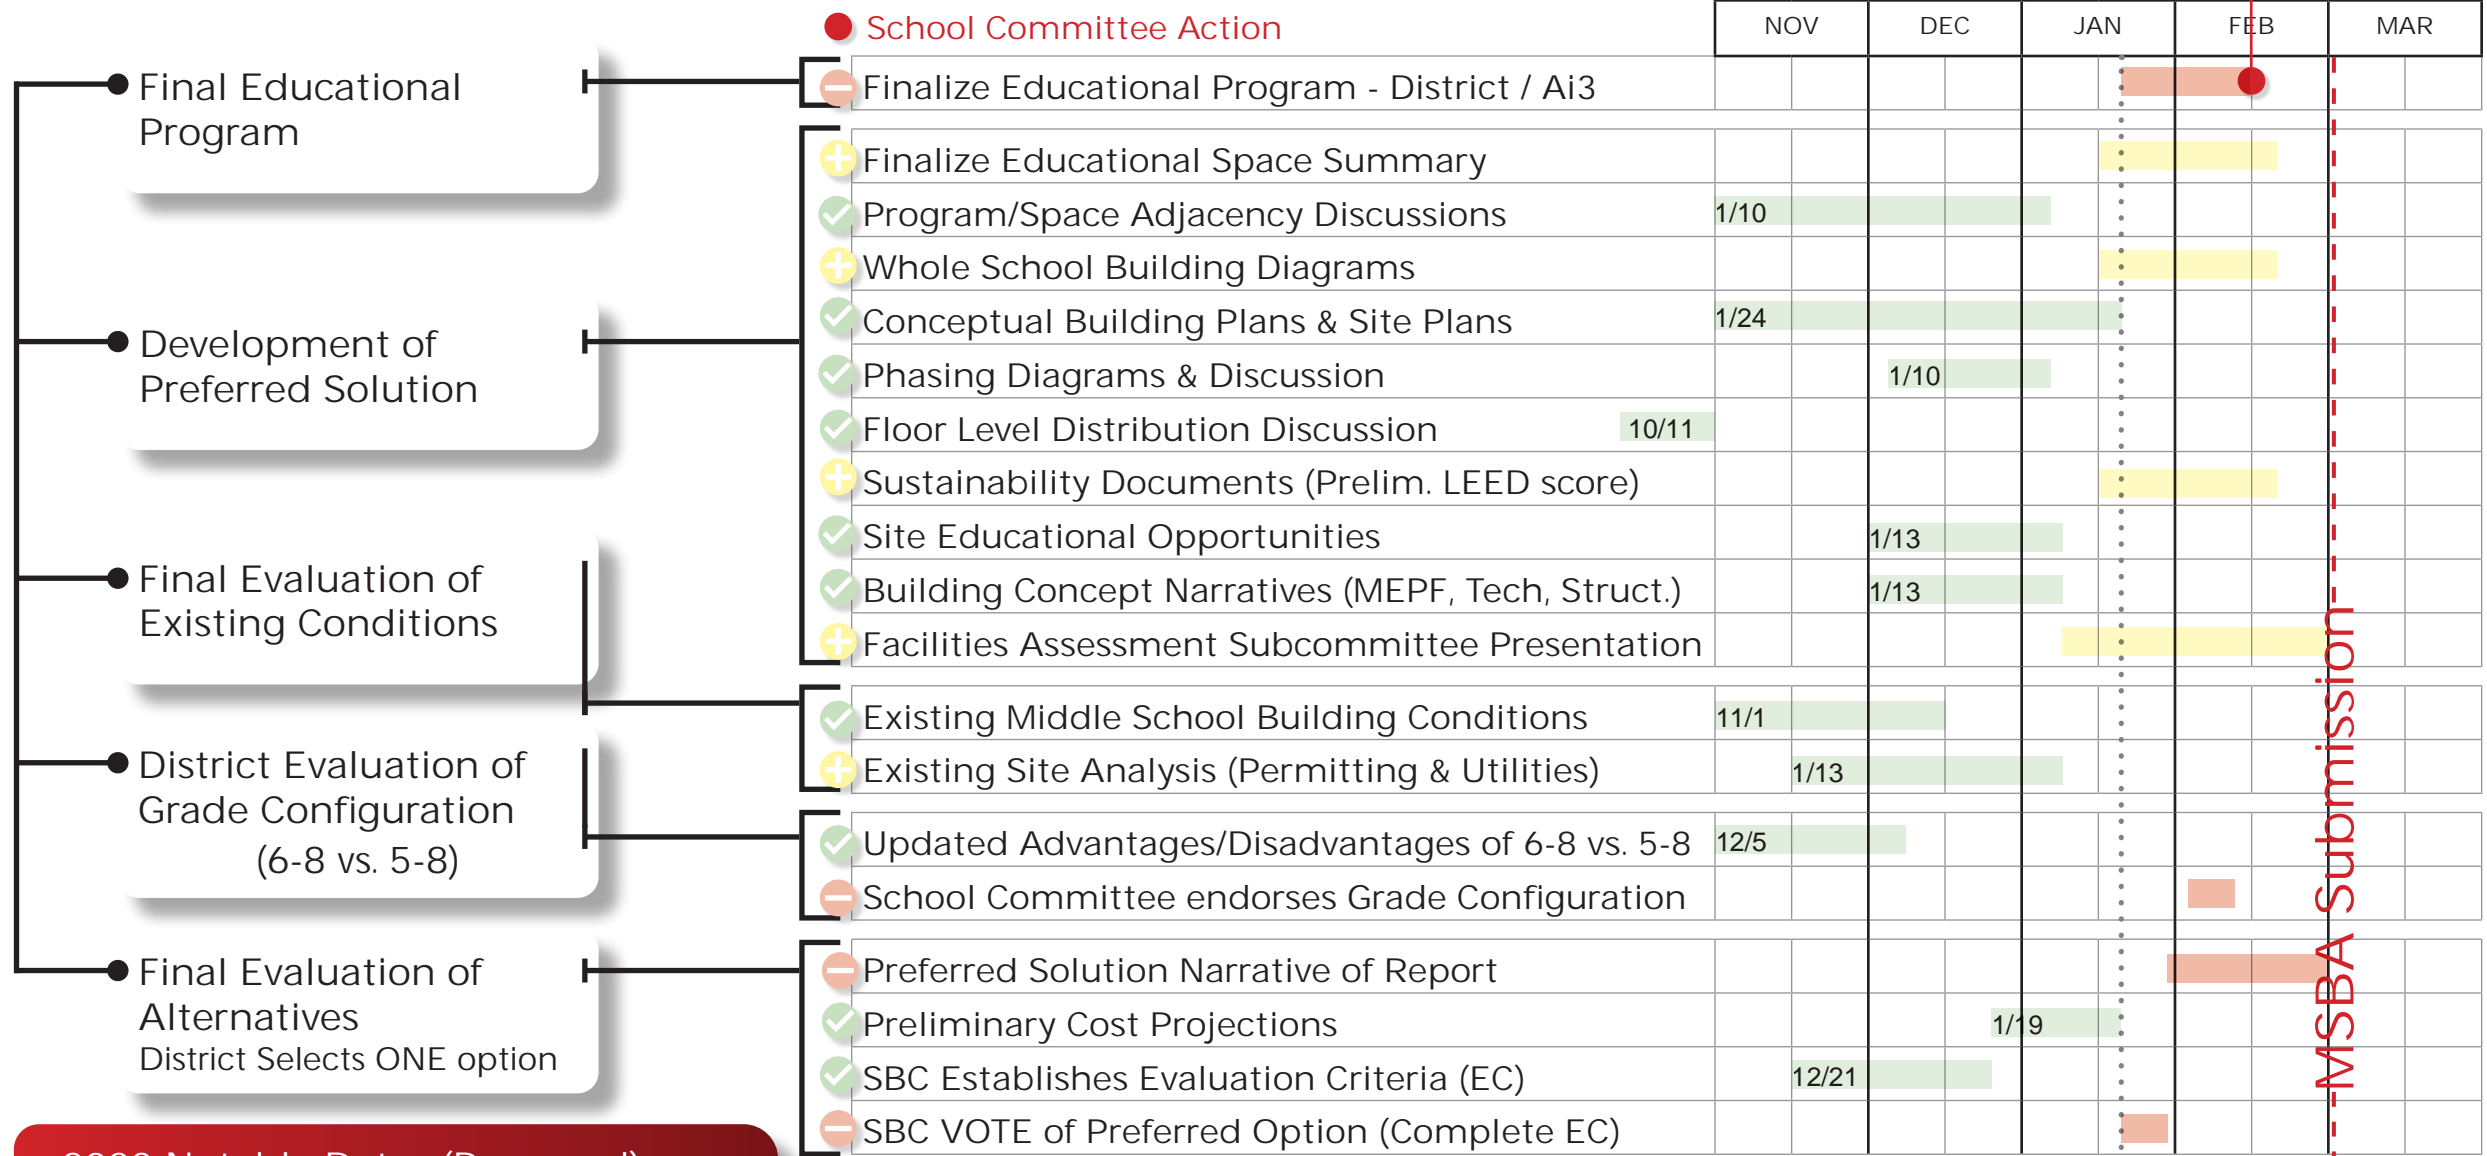 School Committee Action
NOV DEC JAN FEB MAR
Final Educational
Program
Finalize Educational Program - District / Ai3
Development of
Preferred Solution
Finalize Educational Space Summary
Program/Space Adjacency Discussions 1/10
Whole School Building Diagrams
Conceptual Building Plans & Site Plans 1/24
Phasing Diagrams & Discussion 1/10
Floor Level Distribution Discussion 10/11
Sustainability Documents (Prelim. LEED score)
Site Educational Opportunities 1/13
Building Concept Narratives (MEPF, Tech, Struct.) 1/13
Facilities Assessment Subcommittee Presentation
Final Evaluation of
Existing Conditions
Existing Middle School Building Conditions 11/1
Existing Site Analysis (Permitting & Utilities) 1/13
District Evaluation of
Grade Configuration
(6-8 vs. 5-8)
Updated Advantages/Disadvantages of 6-8 vs. 5-8 12/5
School Committee endorses Grade Configuration
Final Evaluation of
Alternatives
District Selects ONE option
Preferred Solution Narrative of Report
Preliminary Cost Projections 1/19
SBC Establishes Evaluation Criteria (EC) 12/21
SBC VOTE of Preferred Option (Complete EC)
MSBA Submission